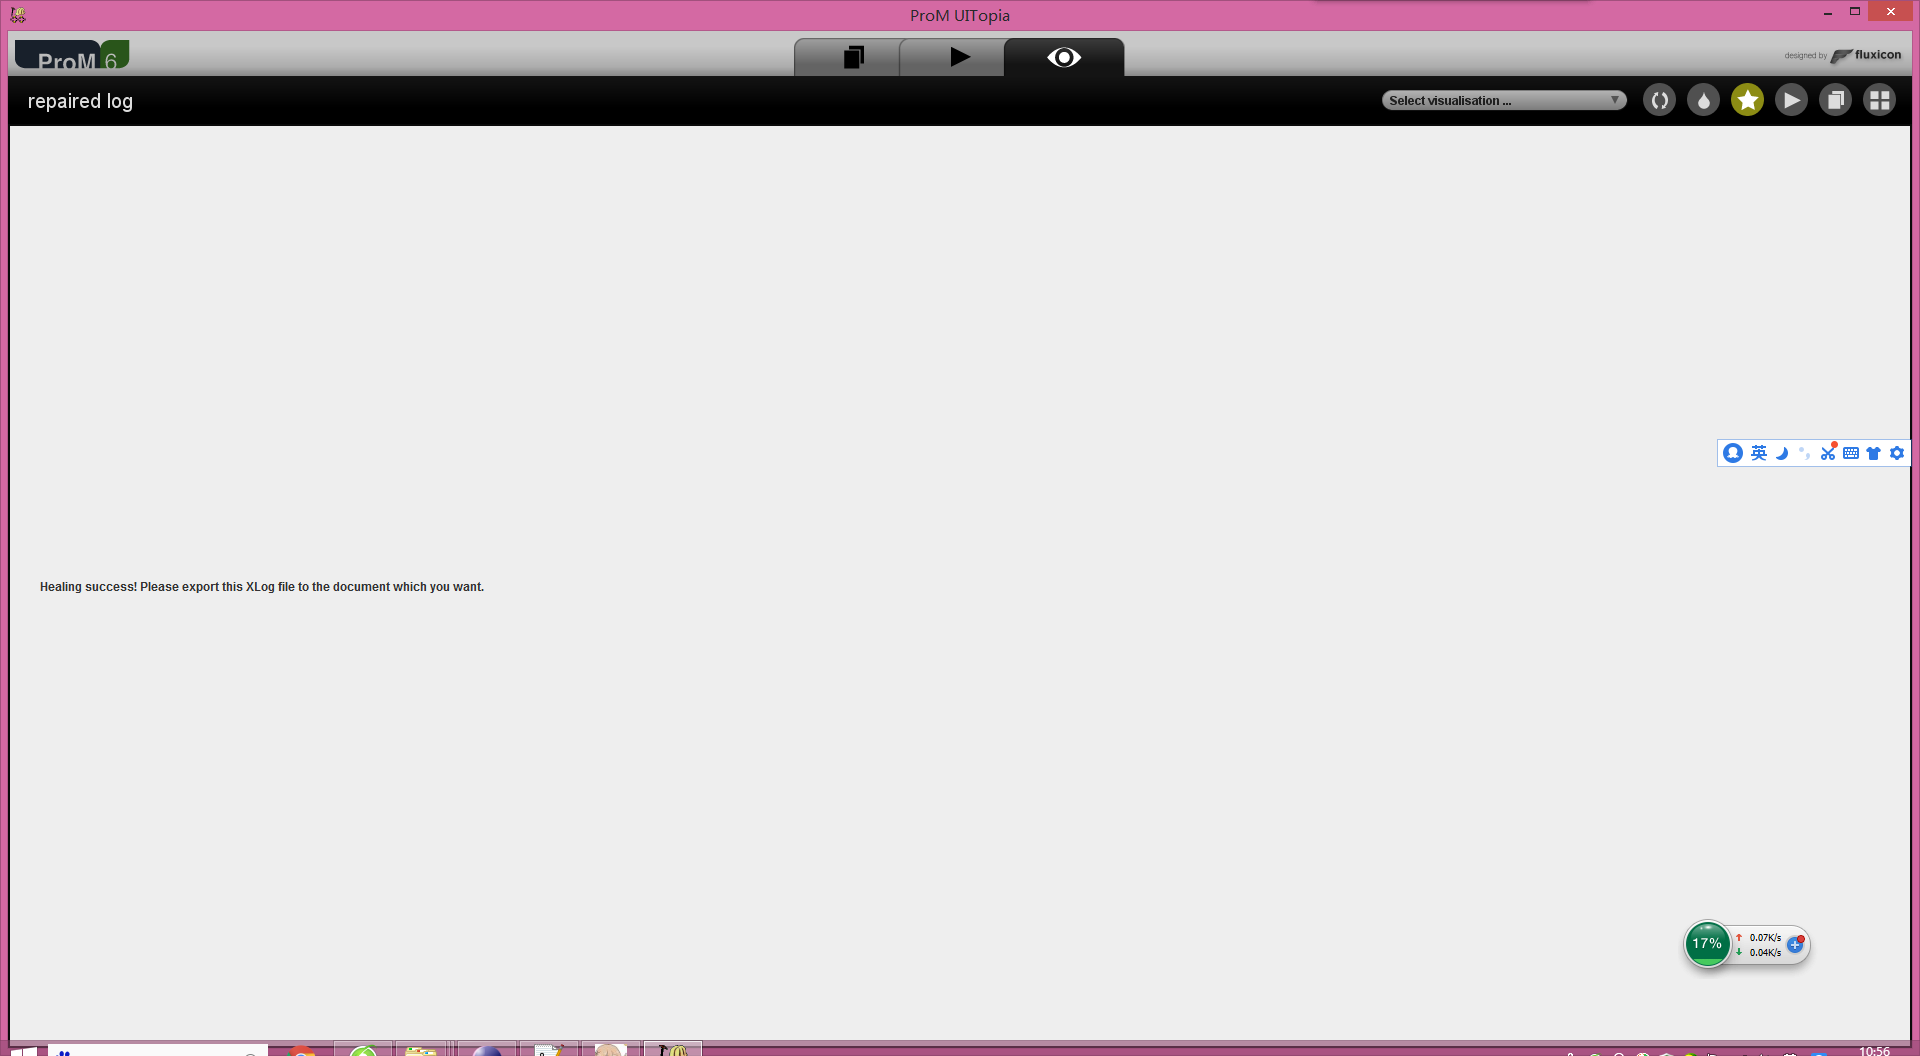 ProM UITopia
ProM 6
designed by fluxicon
repaired log
Select visualisation ...
英
Healing success! Please export this XLog file to the document which you want.
17%
0.07K/s
0.04K/s
10:56